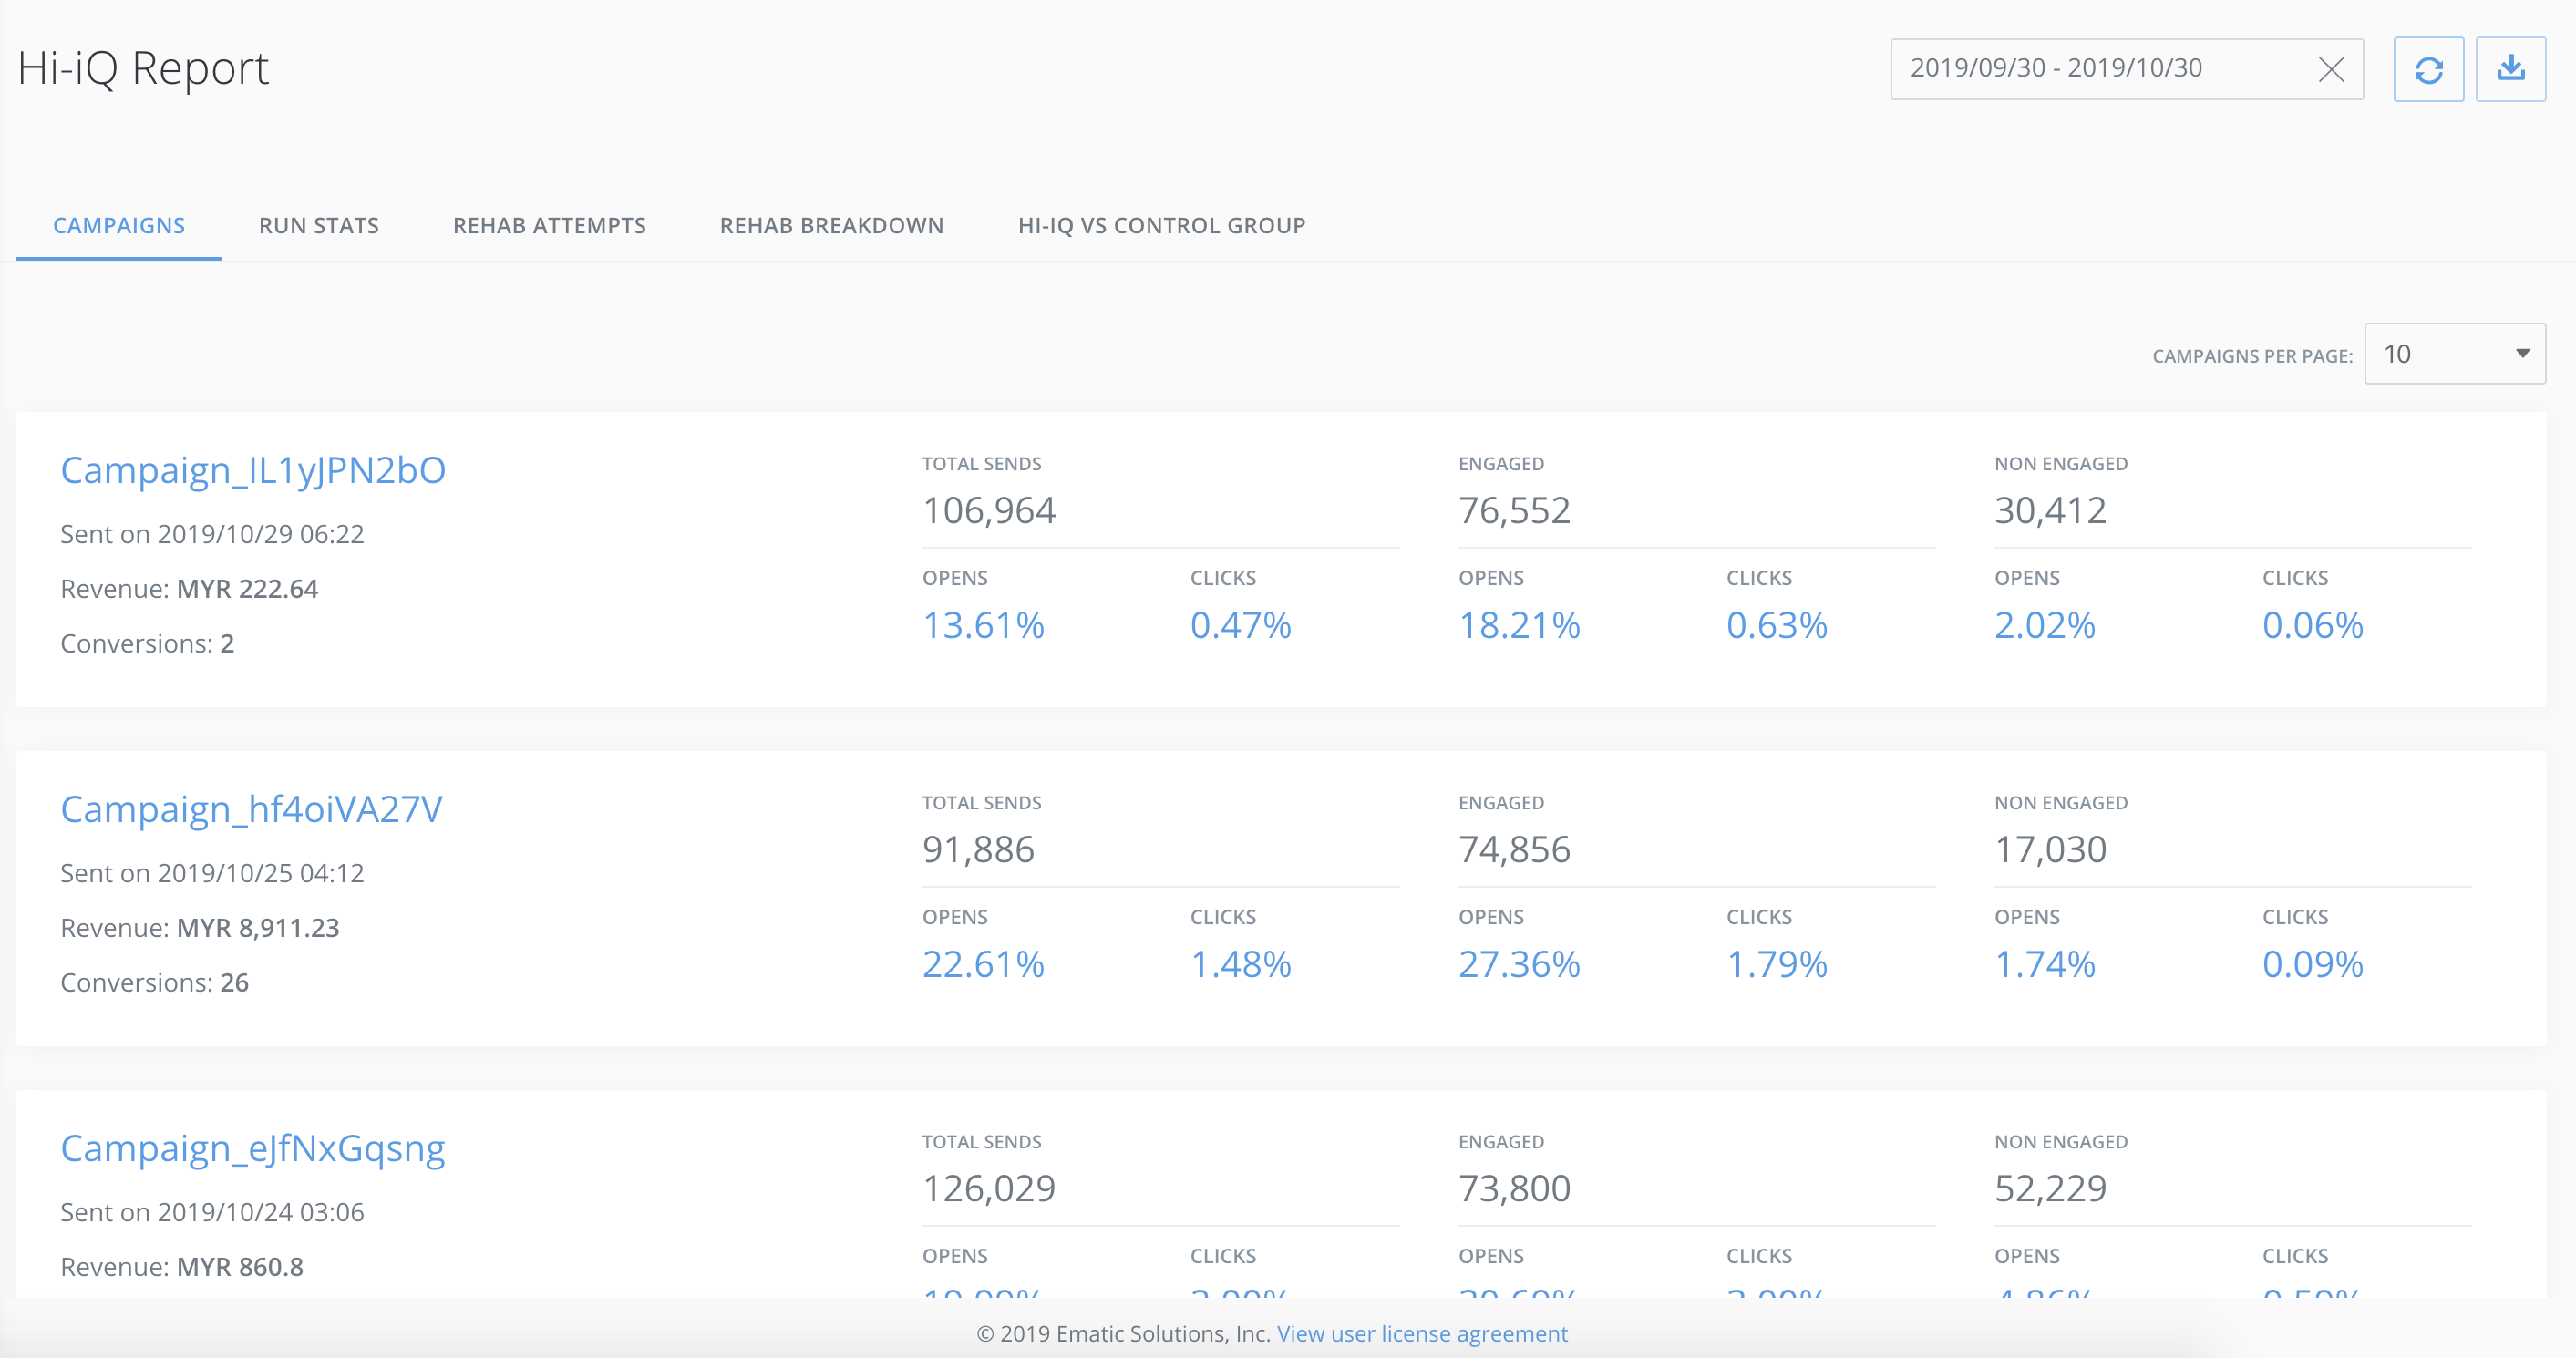 Hi-iQ Report
2019/09/30 - 2019/10/30
CAMPAIGNS RUN STATS REHAB ATTEMPTS REHAB BREAKDOWN HI-IQ VS CONTROL GROUP
CAMPAIGNS PER PAGE: 10
Campaign_IL1yJPN2bO
Sent on 2019/10/29 06:22
Revenue: MYR 222.64
Conversions: 2
TOTAL SENDS
106,964
OPENS CLICKS
13.61% 0.47%
ENGAGED
76,552
OPENS CLICKS
18.21% 0.63%
NON ENGAGED
30,412
OPENS CLICKS
2.02% 0.06%
Campaign_hf4oiVA27V
Sent on 2019/10/25 04:12
Revenue: MYR 8,911.23
Conversions: 26
TOTAL SENDS
91,886
OPENS CLICKS
22.61% 1.48%
ENGAGED
74,856
OPENS CLICKS
27.36% 1.79%
NON ENGAGED
17,030
OPENS CLICKS
1.74% 0.09%
Campaign_eJfNxGqsng
Sent on 2019/10/24 03:06
Revenue: MYR 860.8
TOTAL SENDS
126,029
OPENS CLICKS
ENGAGED
73,800
OPENS CLICKS
NON ENGAGED
52,229
OPENS CLICKS
© 2019 Ematic Solutions, Inc. View user license agreement